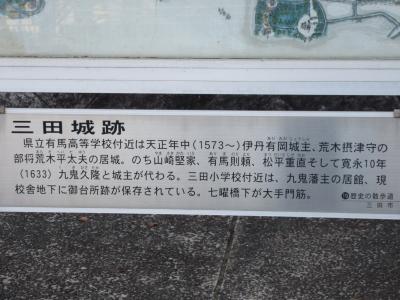 三田城跡
県立有馬高等学校付近は天正年中(1573～)伊丹有岡城主、荒木摂津守の
部将荒木平太夫の居城。のち山崎堅家、有馬則頼、松平重直そして寛永10年
(1633)九鬼久隆と城主が代わる。三田小学校付近は、九鬼藩主の居館、現
校舎地下に御台所跡が保存されている。七曜橋下が大手門筋。
歴史の散歩道
三田市